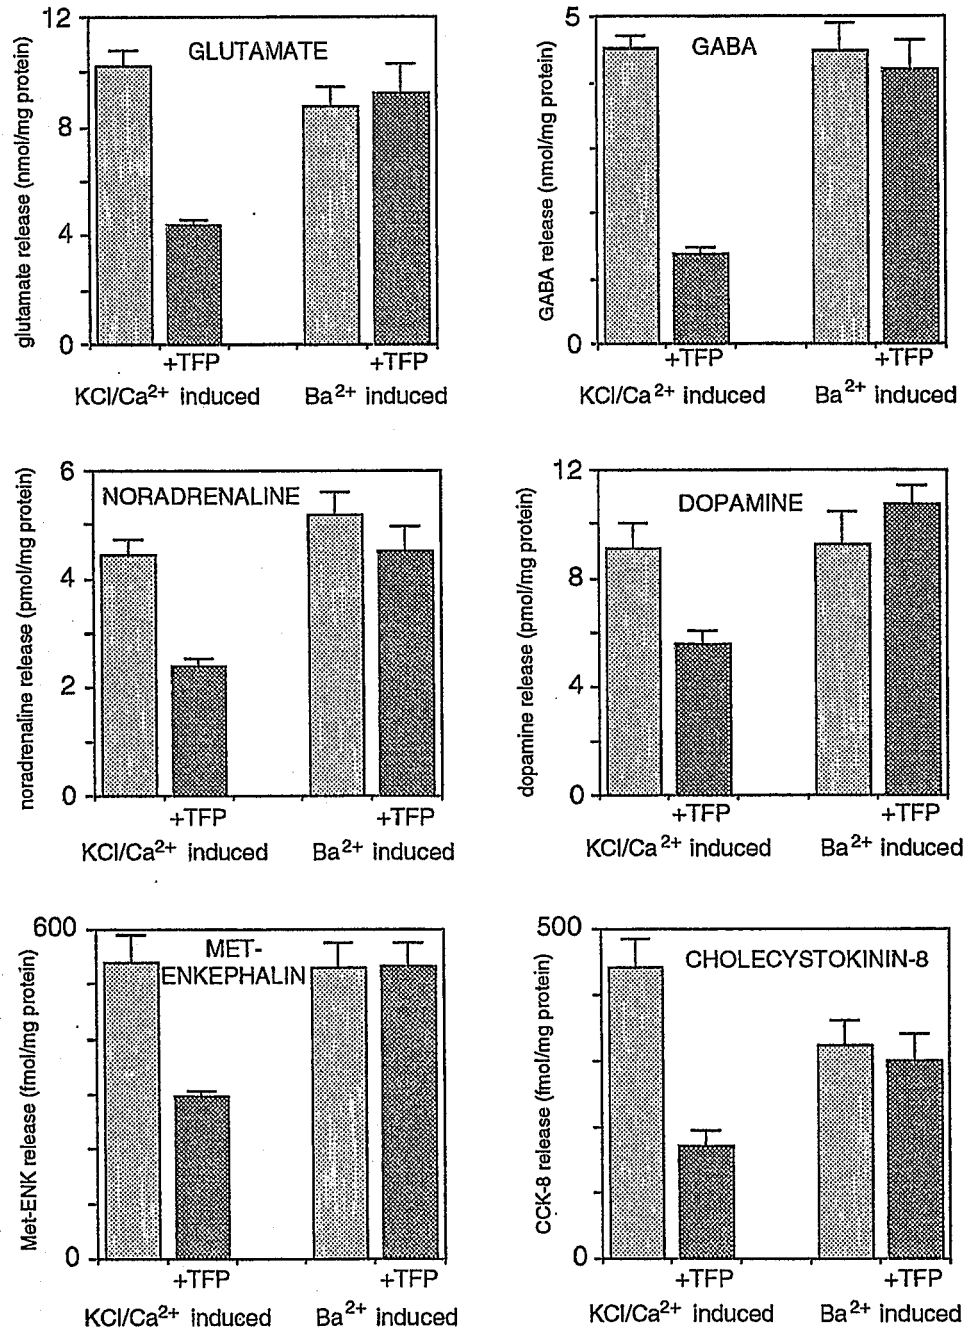 12
GLUTAMATE
glutamate release (nmol/mg protein)
8
4
0
+TFP
+TFP
KCl/Ca2+ induced
Ba2+ induced
5
GABA
GABA release (nmol/mg protein)
0
+TFP
+TFP
KCl/Ca2+ induced
Ba2+ induced
6
NORADRENALINE
noradrenaline release (pmol/mg protein)
4
2
0
+TFP
+TFP
KCl/Ca2+ induced
Ba2+ induced
12
DOPAMINE
dopamine release (pmol/mg protein)
8
4
0
+TFP
+TFP
KCl/Ca2+ induced
Ba2+ induced
600
MET-
ENKEPHALIN
Met-ENK release (fmol/mg protein)
0
+TFP
+TFP
KCl/Ca2+ induced
Ba2+ induced
500
CHOLECYSTOKININ-8
CCK-8 release (fmol/mg protein)
0
+TFP
+TFP
KCl/Ca2+ induced
Ba2+ induced